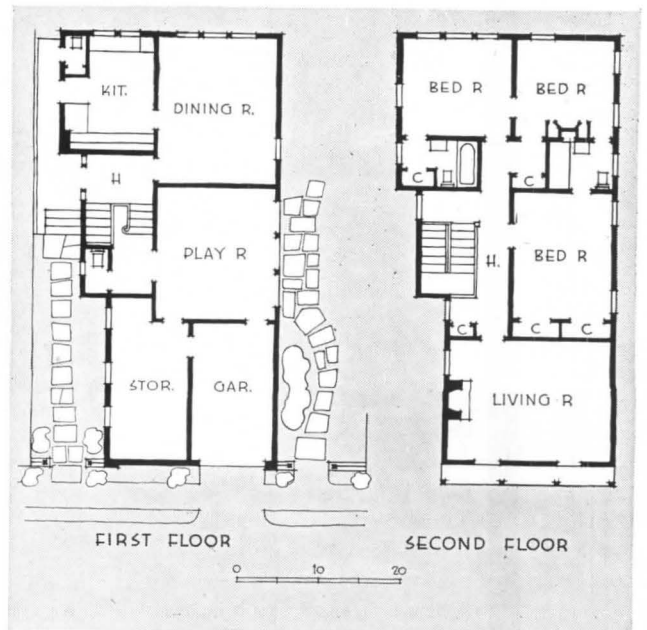 KIT.
DINING R.
H
PLAY R
STOR.
GAR.
FIRST FLOOR
BED R
BED R
C
C
H.
BED R
C
C
C
LIVING R
SECOND FLOOR
0 10 20